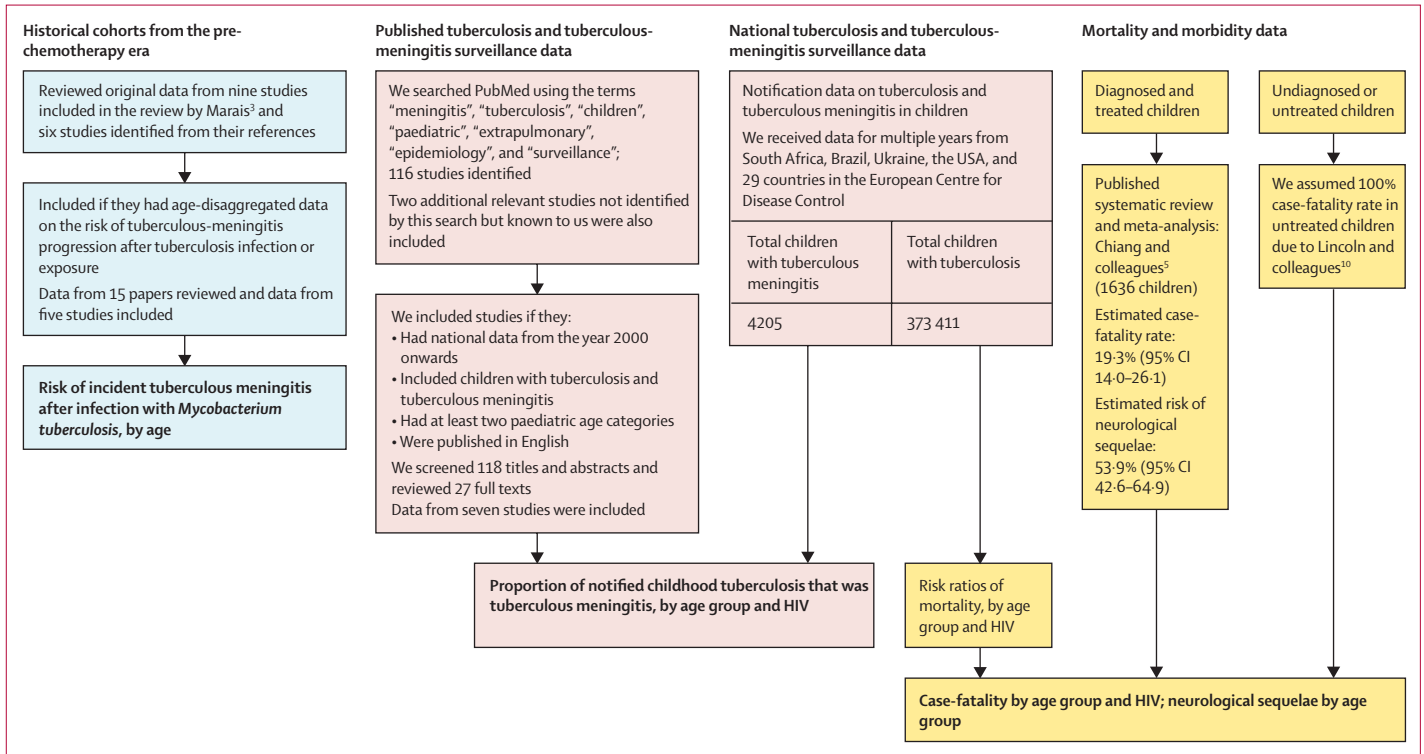 Historical cohorts from the pre-
chemotherapy era
Reviewed original data from nine studies
included in the review by Marais³ and
six studies identified from their references
Included if they had age-disaggregated data
on the risk of tuberculous-meningitis
progression after tuberculosis infection or
exposure
Data from 15 papers reviewed and data from
five studies included
Risk of incident tuberculous meningitis
after infection with Mycobacterium
tuberculosis, by age
Published tuberculosis and tuberculous-
meningitis surveillance data
We searched PubMed using the terms
“meningitis”, “tuberculosis”, “children”,
“paediatric”, “extrapulmonary”,
“epidemiology”, and “surveillance”;
116 studies identified
Two additional relevant studies not identified
by this search but known to us were also
included
We included studies if they:
• Had national data from the year 2000
onwards
• Included children with tuberculosis and
tuberculous meningitis
• Had at least two paediatric age categories
• Were published in English
We screened 118 titles and abstracts and
reviewed 27 full texts
Data from seven studies were included
National tuberculosis and tuberculous-
meningitis surveillance data
Notification data on tuberculosis and
tuberculous meningitis in children
We received data for multiple years from
South Africa, Brazil, Ukraine, the USA, and
29 countries in the European Centre for
Disease Control
Total children
with tuberculous
meningitis
Total children
with tuberculosis
4205
373 411
Proportion of notified childhood tuberculosis that was
tuberculous meningitis, by age group and HIV
Risk ratios of
mortality, by age
group and HIV
Mortality and morbidity data
Diagnosed and
treated children
Undiagnosed or
untreated children
Published
systematic review
and meta-analysis:
Chiang and
colleagues⁵
(1636 children)
Estimated case-
fatality rate:
19·3% (95% CI
14·0–26·1)
Estimated risk of
neurological
sequelae:
53·9% (95% CI
42·6–64·9)
We assumed 100%
case-fatality rate in
untreated children
due to Lincoln and
colleagues¹⁰
Case-fatality by age group and HIV; neurological sequelae by age
group